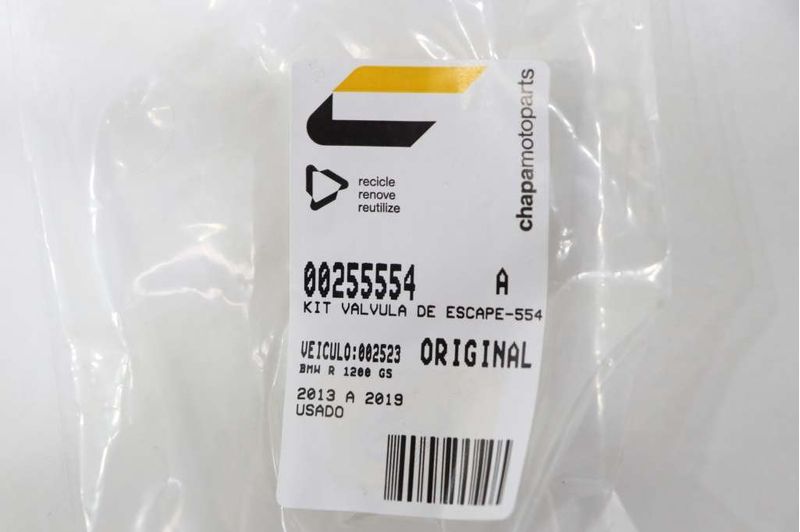 chapamotoparts
recicle
renove
reutilize
00255554 A
KIT VALVULA DE ESCAPE-554
VEICULO:002523 ORIGINAL
BMW R 1200 GS
2013 A 2019
USADO